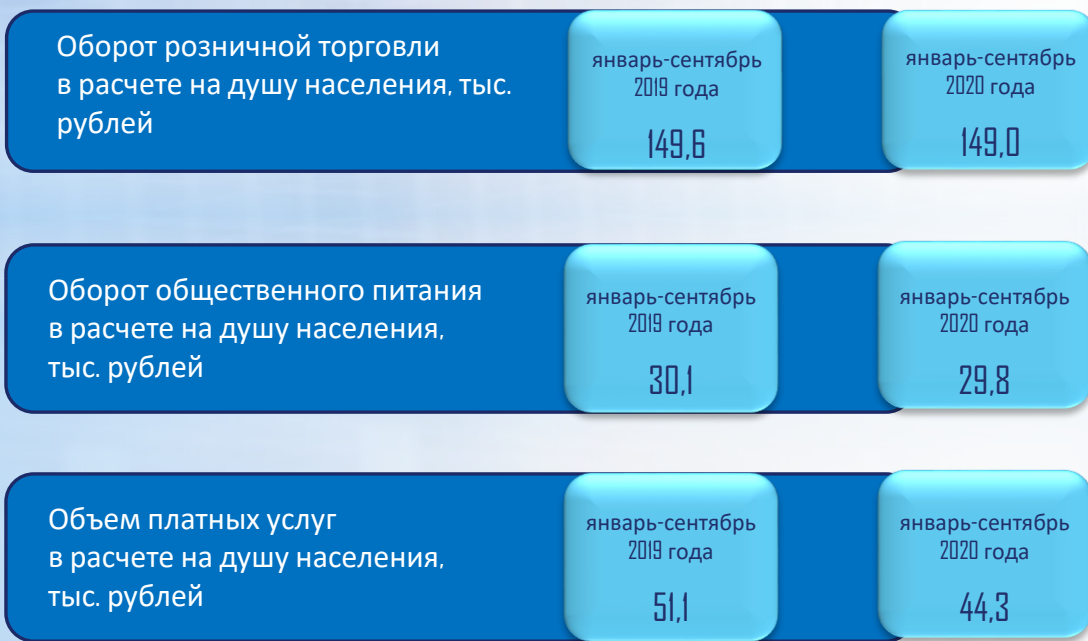 Оборот розничной торговли
в расчете на душу населения, тыс.
рублей
январь-сентябрь
2019 года
149,6
январь-сентябрь
2020 года
149,0
Оборот общественного питания
в расчете на душу населения,
тыс. рублей
январь-сентябрь
2019 года
30,1
январь-сентябрь
2020 года
29,8
Объем платных услуг
в расчете на душу населения,
тыс. рублей
январь-сентябрь
2019 года
51,1
январь-сентябрь
2020 года
44,3